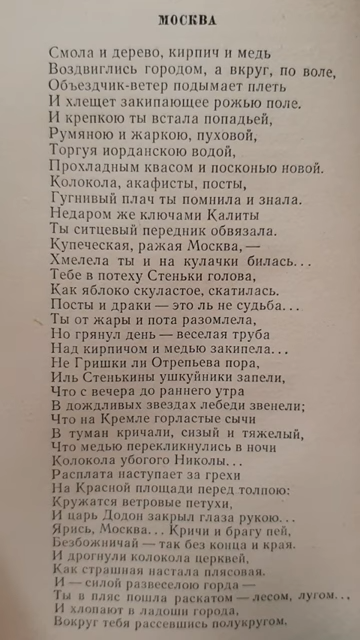 МОСКВА
Смола и дерево, кирпич и медь
Воздвиглись городом, а вкруг, по воле,
Объездчик-ветер подымает плеть
И хлещет закипающее рожью поле.
И крепкою ты встала попадьей,
Румяною и жаркою, пуховой,
Торгуя иорданскою водой,
Прохладным квасом и посконью новой.
Колокола, акафисты, посты,
Гугнивый плач ты помнила и знала.
Недаром же ключами Калиты
Ты ситцевый передник обвязала.
Купеческая, ражая Москва,—
Хмелела ты и на кулачки билась...
Тебе в потеху Стеньки голова,
Как яблоко скуластое, скатилась.
Посты и драки — это ль не судьба...
Ты от жары и пота разомлела,
Но грянул день — веселая труба
Над кирпичом и медью закипела...
Не Гришки ли Отрепьева пора,
Иль Стенькины ушкуйники запели,
Что с вечера до раннего утра
В дождливых звездах лебеди звенели;
Что на Кремле горластые сычи
В туман кричали, сизый и тяжелый,
Что медью перекликнулись в ночи
Колокола убогого Николы...
Расплата наступает за грехи
На Красной площади перед толпою:
Кружатся ветровые петухи,
И царь Додон закрыл глаза рукою...
Ярись, Москва... Кричи и брагу пей,
Безбожничай — так без конца и края.
И дрогнули колокола церквей,
Как страшная настала плясовая.
И — силой развеселою горда —
Ты в пляс пошла раскатом — лесом, лугом...
И хлопают в ладоши города,
Вокруг тебя рассевшись полукругом.